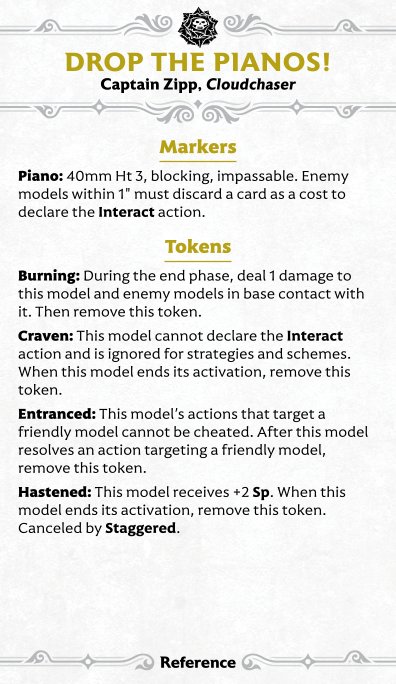 DROP THE PIANOS!
Captain Zipp, Cloudchaser
Markers
Piano: 40mm Ht 3, blocking, impassable. Enemy
models within 1" must discard a card as a cost to
declare the Interact action.
Tokens
Burning: During the end phase, deal 1 damage to
this model and enemy models in base contact with
it. Then remove this token.
Craven: This model cannot declare the Interact
action and is ignored for strategies and schemes.
When this model ends its activation, remove this
token.
Entranced: This model's actions that target a
friendly model cannot be cheated. After this model
resolves an action targeting a friendly model,
remove this token.
Hastened: This model receives +2 Sp. When this
model ends its activation, remove this token.
Canceled by Staggered.
Reference